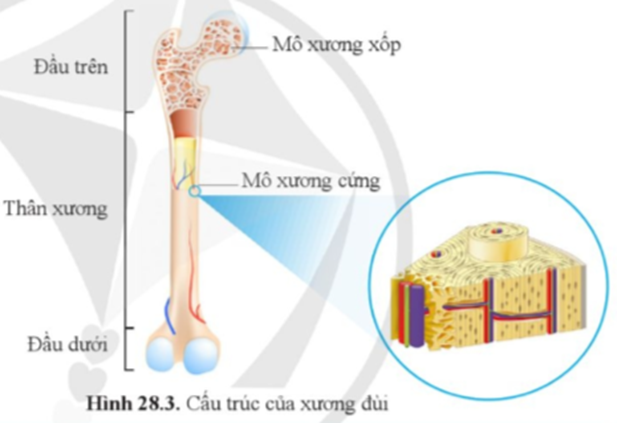 Mô xương xốp
Đầu trên
Mô xương cứng
Thân xương
Đầu dưới
Hình 28.3. Cấu trúc của xương đùi